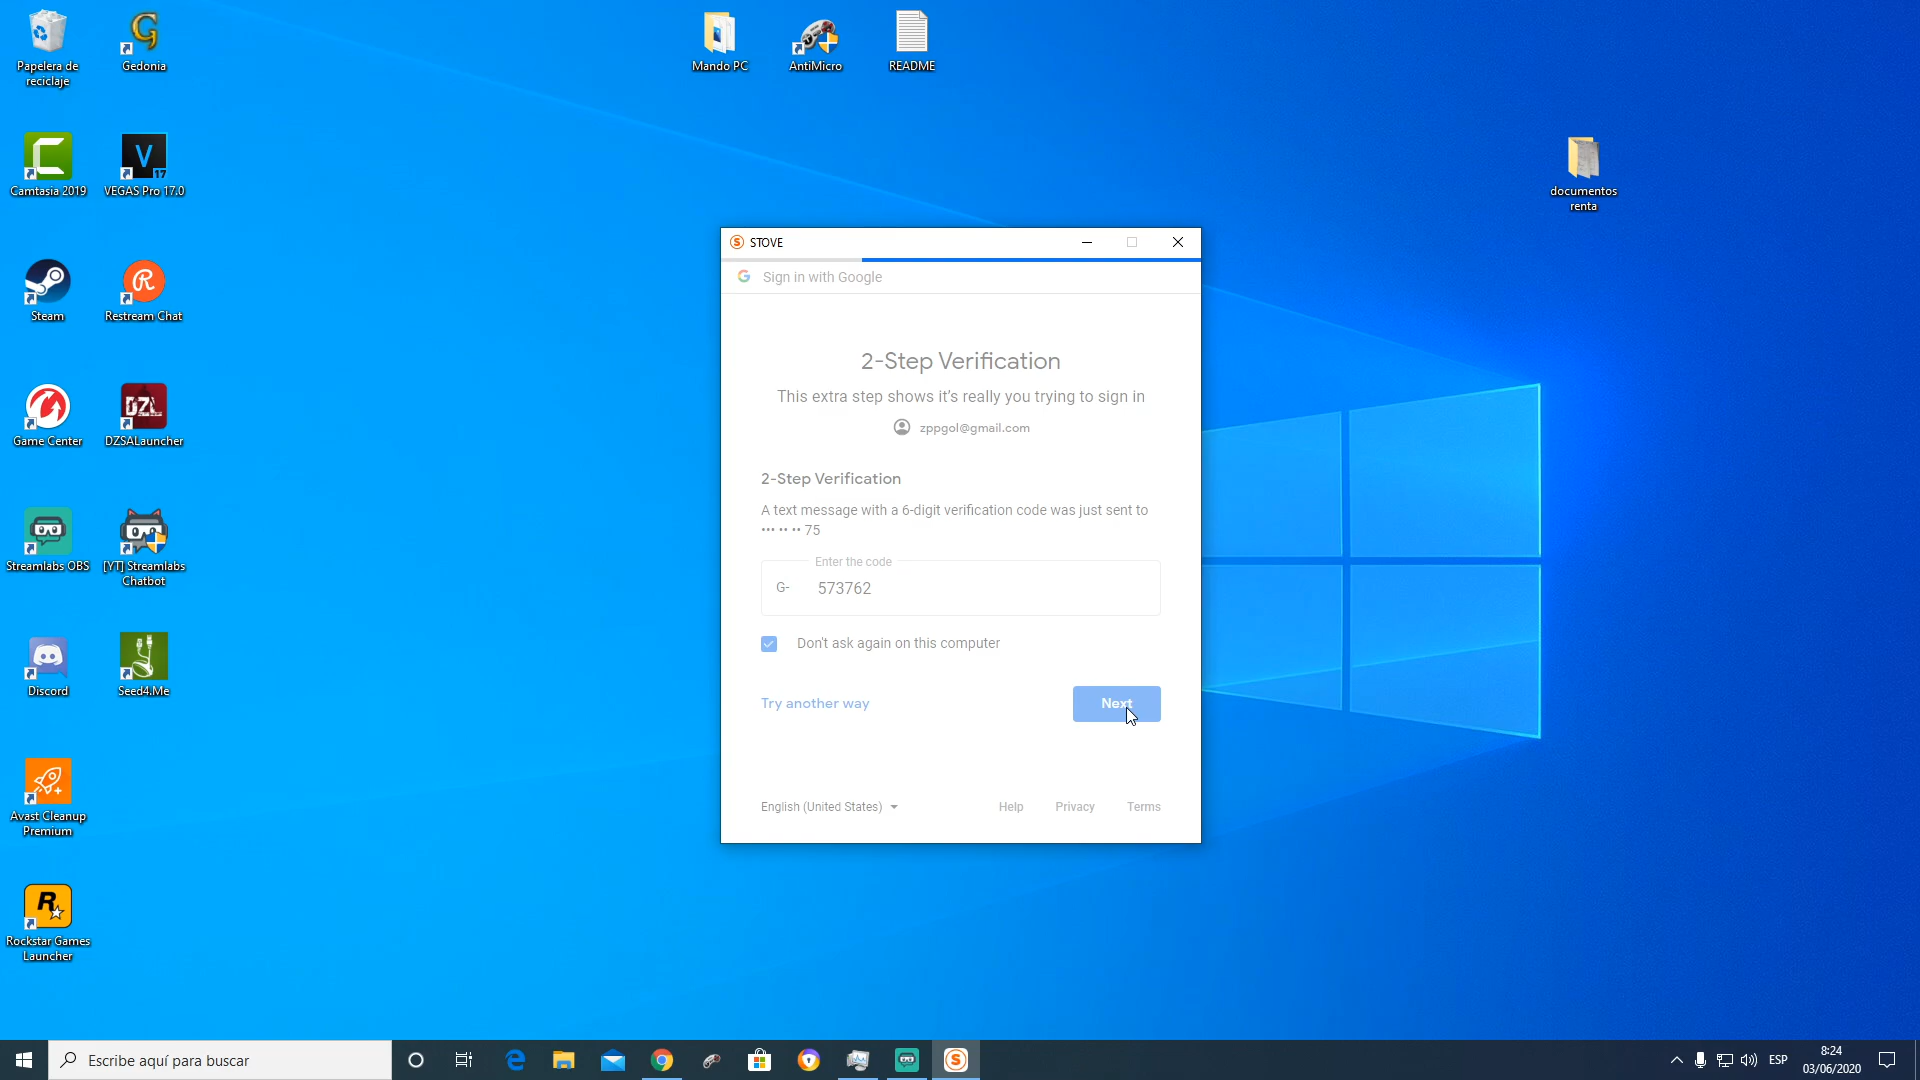 Papelera de
reciclaje
Gedonia
Mando PC
AntiMicro
README
Camtasia 2019
VEGAS Pro 17.0
V
17
documentos
renta
STOVE
Sign in with Google
2-Step Verification
This extra step shows it's really you trying to sign in
zppgol@gmail.com
2-Step Verification
A text message with a 6-digit verification code was just sent to
••• •• •• 75
Enter the code
G-
573762
Don't ask again on this computer
Try another way
Next
English (United States)
Help
Privacy
Terms
Steam
Restream Chat
Game Center
DZL
DZSALauncher
Streamlabs OBS
[YT] Streamlabs
Chatbot
Discord
Seed4.Me
Avast Cleanup
Premium
Rockstar Games
Launcher
Escribe aquí para buscar
ESP
8:24
03/06/2020